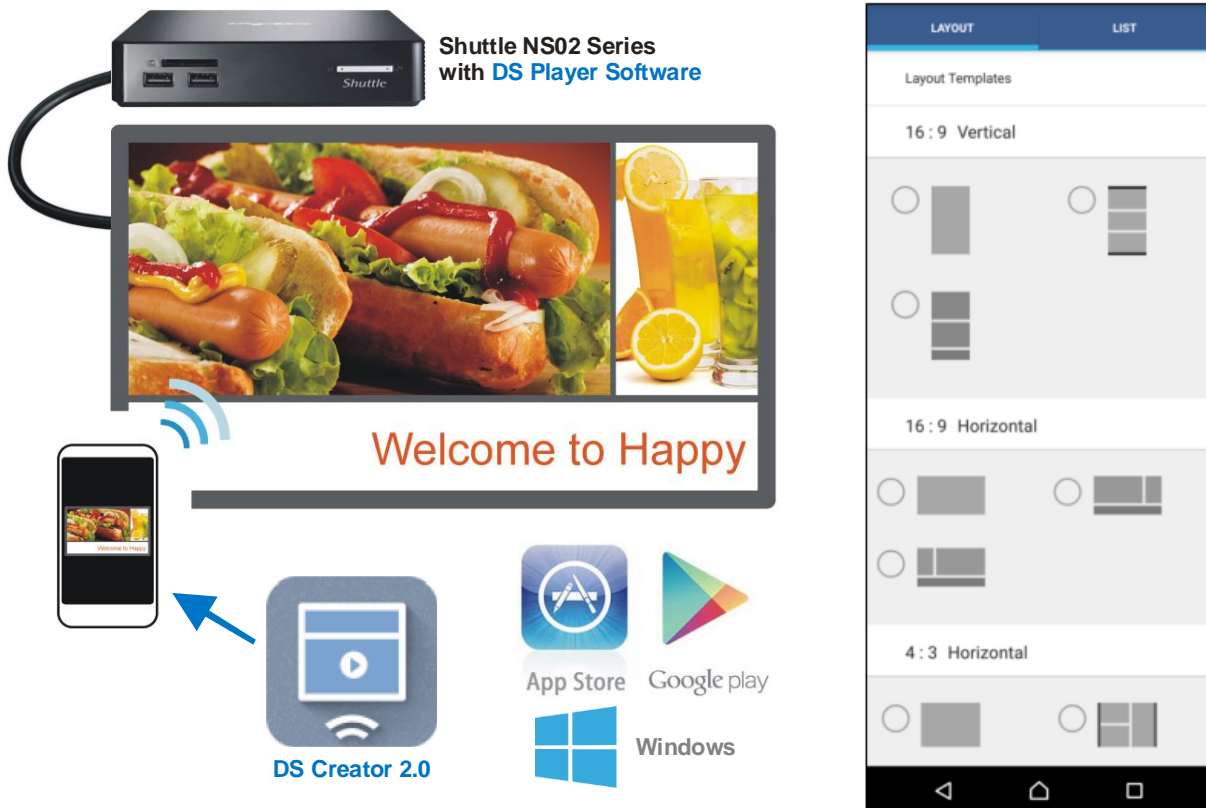 Shuttle NS02 Series
with DS Player Software
Shuttle
Welcome to Happy
Welcome to Happy
DS Creator 2.0
App Store
Google play
Windows
LAYOUT
LIST
Layout Templates
16 : 9 Vertical
16 : 9 Horizontal
4 : 3 Horizontal